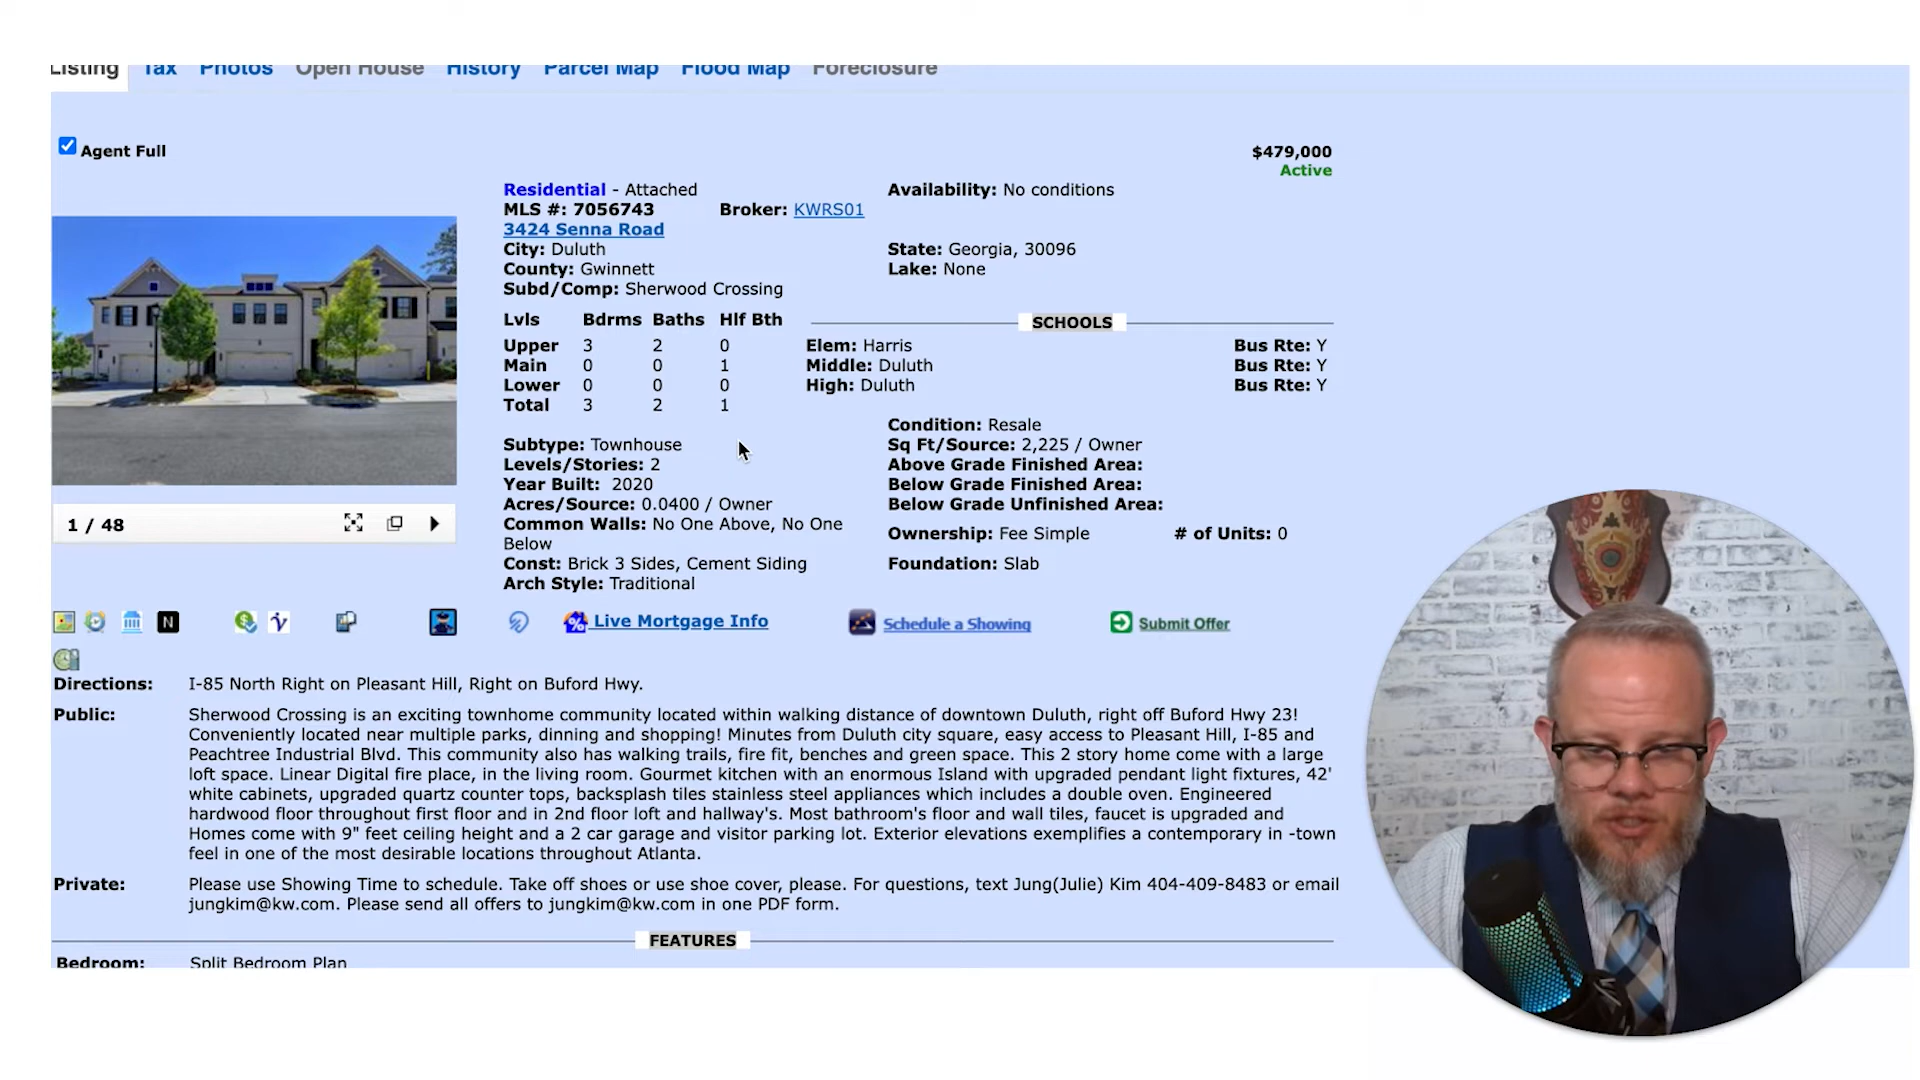 Listing Tax Photos Open House History Parcel Map Flood Map Foreclosure
Agent Full
$479,000
Active
Residential - Attached
Availability: No conditions
MLS #: 7056743 Broker: KWRS01
3424 Senna Road
City: Duluth
State: Georgia, 30096
County: Gwinnett
Lake: None
Subd/Comp: Sherwood Crossing
Lvls Bdrms Baths Hlf Bth
Upper 3 2 0
Main 0 0 1
Lower 0 0 0
Total 3 2 1
SCHOOLS
Elem: Harris Bus Rte: Y
Middle: Duluth Bus Rte: Y
High: Duluth Bus Rte: Y
Subtype: Townhouse
Levels/Stories: 2
Year Built: 2020
Acres/Source: 0.0400 / Owner
Common Walls: No One Above, No One
Below
Const: Brick 3 Sides, Cement Siding
Arch Style: Traditional
Condition: Resale
Sq Ft/Source: 2,225 / Owner
Above Grade Finished Area:
Below Grade Finished Area:
Below Grade Unfinished Area:
Ownership: Fee Simple # of Units: 0
Foundation: Slab
1 / 48
N
Live Mortgage Info
Schedule a Showing
Submit Offer
Directions: I-85 North Right on Pleasant Hill, Right on Buford Hwy.
Public: Sherwood Crossing is an exciting townhome community located within walking distance of downtown Duluth, right off Buford Hwy 23!
Conveniently located near multiple parks, dinning and shopping! Minutes from Duluth city square, easy access to Pleasant Hill, I-85 and
Peachtree Industrial Blvd. This community also has walking trails, fire fit, benches and green space. This 2 story home come with a large
loft space. Linear Digital fire place, in the living room. Gourmet kitchen with an enormous Island with upgraded pendant light fixtures, 42'
white cabinets, upgraded quartz counter tops, backsplash tiles stainless steel appliances which includes a double oven. Engineered
hardwood floor throughout first floor and in 2nd floor loft and hallway's. Most bathroom's floor and wall tiles, faucet is upgraded and
Homes come with 9" feet ceiling height and a 2 car garage and visitor parking lot. Exterior elevations exemplifies a contemporary in -town
feel in one of the most desirable locations throughout Atlanta.
Private: Please use Showing Time to schedule. Take off shoes or use shoe cover, please. For questions, text Jung(Julie) Kim 404-409-8483 or email
jungkim@kw.com. Please send all offers to jungkim@kw.com in one PDF form.
FEATURES
Bedroom: Split Bedroom Plan